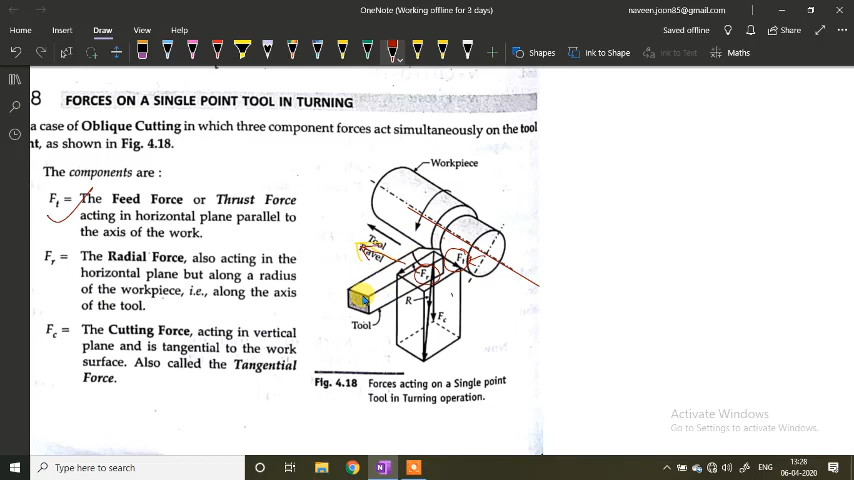 OneNote (Working offline for 3 days)
naveen.joon85@gmail.com
Home
Insert
Draw
View
Help
Saved offline
Share
Shapes
Ink to Shape
Ink to Text
Maths
8 FORCES ON A SINGLE POINT TOOL IN TURNING
a case of Oblique Cutting in which three component forces act simultaneously on the tool
nt, as shown in Fig. 4.18.
The components are :
Ft = The Feed Force or Thrust Force
acting in horizontal plane parallel to
the axis of the work.
Fr = The Radial Force, also acting in the
horizontal plane but along a radius
of the workpiece, i.e., along the axis
of the tool.
Fc = The Cutting Force, acting in vertical
plane and is tangential to the work
surface. Also called the Tangential
Force.
Workpiece
Tool
travel
Ft
Fr
R
Fc
Tool
Fig. 4.18 Forces acting on a Single point
Tool in Turning operation.
Activate Windows
Go to Settings to activate Windows.
Type here to search
ENG
13:28
06-04-2020